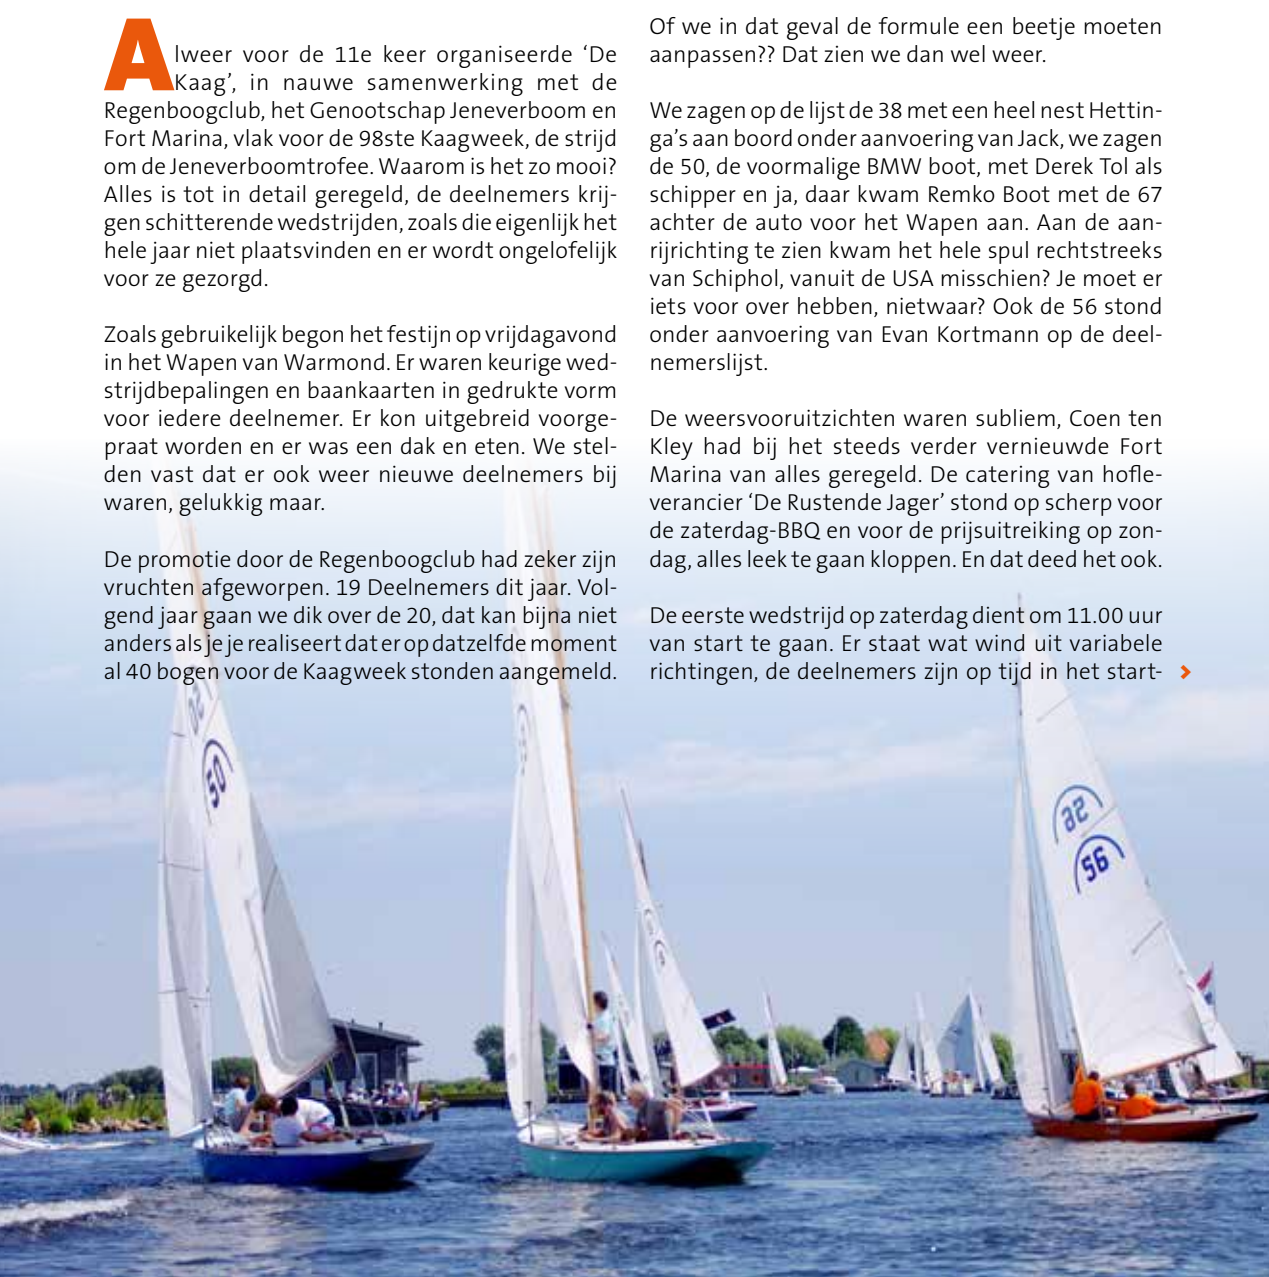 Alweer voor de 11e keer organiseerde ‘De
Kaag’, in nauwe samenwerking met de
Regenboogclub, het Genootschap Jeneverboom en
Fort Marina, vlak voor de 98ste Kaagweek, de strijd
om de Jeneverboomtrofee. Waarom is het zo mooi?
Alles is tot in detail geregeld, de deelnemers krij-
gen schitterende wedstrijden, zoals die eigenlijk het
hele jaar niet plaatsvinden en er wordt ongelofelijk
voor ze gezorgd.
Zoals gebruikelijk begon het festijn op vrijdagavond
in het Wapen van Warmond. Er waren keurige wed-
strijdbepalingen en baankaarten in gedrukte vorm
voor iedere deelnemer. Er kon uitgebreid voorge-
praat worden en er was een dak en eten. We stel-
den vast dat er ook weer nieuwe deelnemers bij
waren, gelukkig maar.
De promotie door de Regenboogclub had zeker zijn
vruchten afgeworpen. 19 Deelnemers dit jaar. Vol-
gend jaar gaan we dik over de 20, dat kan bijna niet
anders als je je realiseert dat er op datzelfde moment
al 40 bogen voor de Kaagweek stonden aangemeld.
Of we in dat geval de formule een beetje moeten
aanpassen?? Dat zien we dan wel weer.
We zagen op de lijst de 38 met een heel nest Hettin-
ga’s aan boord onder aanvoering van Jack, we zagen
de 50, de voormalige BMW boot, met Derek Tol als
schipper en ja, daar kwam Remko Boot met de 67
achter de auto voor het Wapen aan. Aan de aan-
rijrichting te zien kwam het hele spul rechtstreeks
van Schiphol, vanuit de USA misschien? Je moet er
iets voor over hebben, nietwaar? Ook de 56 stond
onder aanvoering van Evan Kortmann op de deel-
nemerslijst.
De weersvooruitzichten waren subliem, Coen ten
Kley had bij het steeds verder vernieuwde Fort
Marina van alles geregeld. De catering van hofle-
verancier ‘De Rustende Jager’ stond op scherp voor
de zaterdag-BBQ en voor de prijsuitreiking op zon-
dag, alles leek te gaan kloppen. En dat deed het ook.
De eerste wedstrijd op zaterdag dient om 11.00 uur
van start te gaan. Er staat wat wind uit variabele
richtingen, de deelnemers zijn op tijd in het start-
50
50
56
56